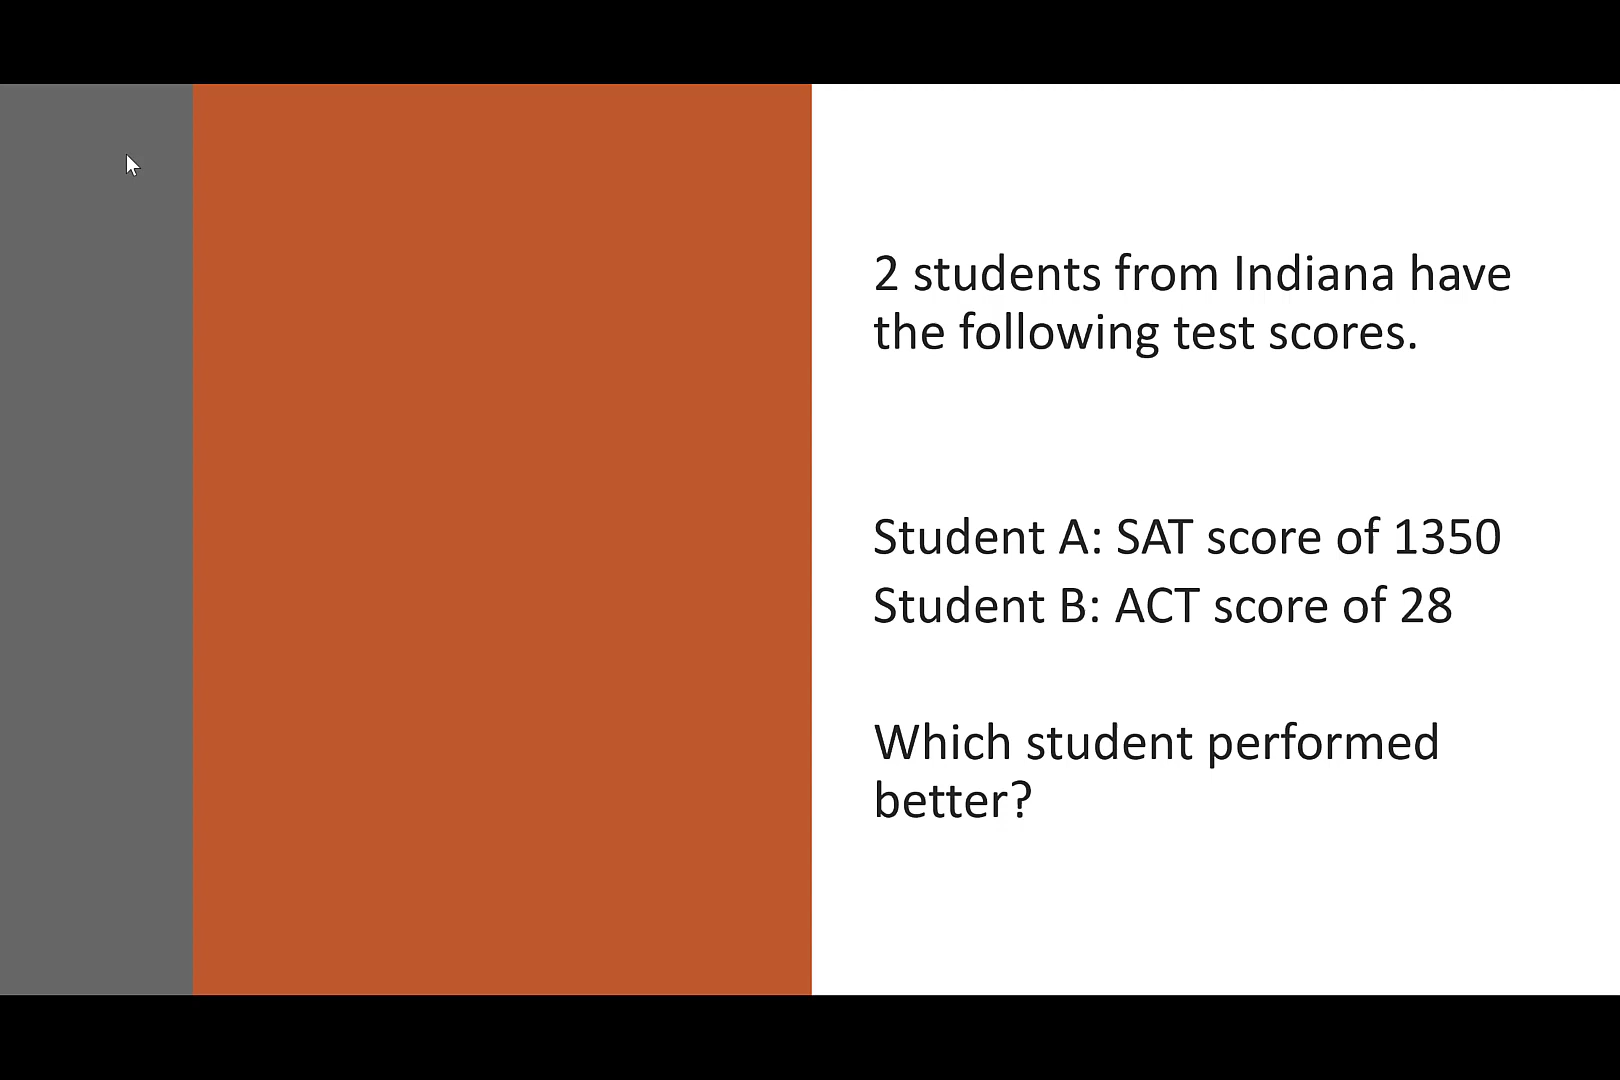 2 students from Indiana have
the following test scores.
Student A: SAT score of 1350
Student B: ACT score of 28
Which student performed
better?